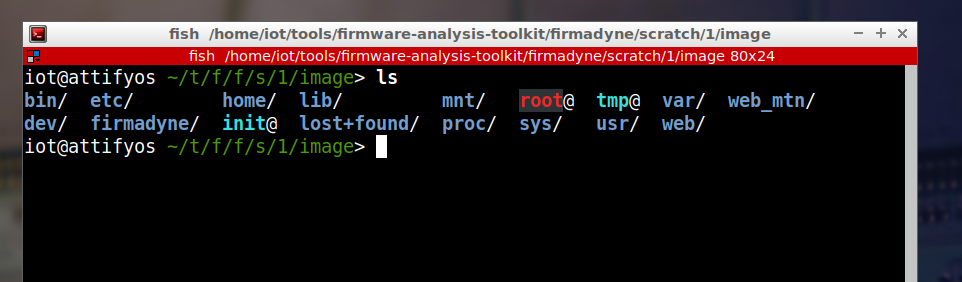 fish  /home/iot/tools/firmware-analysis-toolkit/firmadyne/scratch/1/image
fish  /home/iot/tools/firmware-analysis-toolkit/firmadyne/scratch/1/image 80x24
iot@attifyos ~/t/f/f/s/1/image> ls
bin/  etc/        home/  lib/         mnt/   root@  tmp@  var/  web_mtn/
dev/  firmadyne/  init@  lost+found/  proc/  sys/   usr/  web/
iot@attifyos ~/t/f/f/s/1/image>